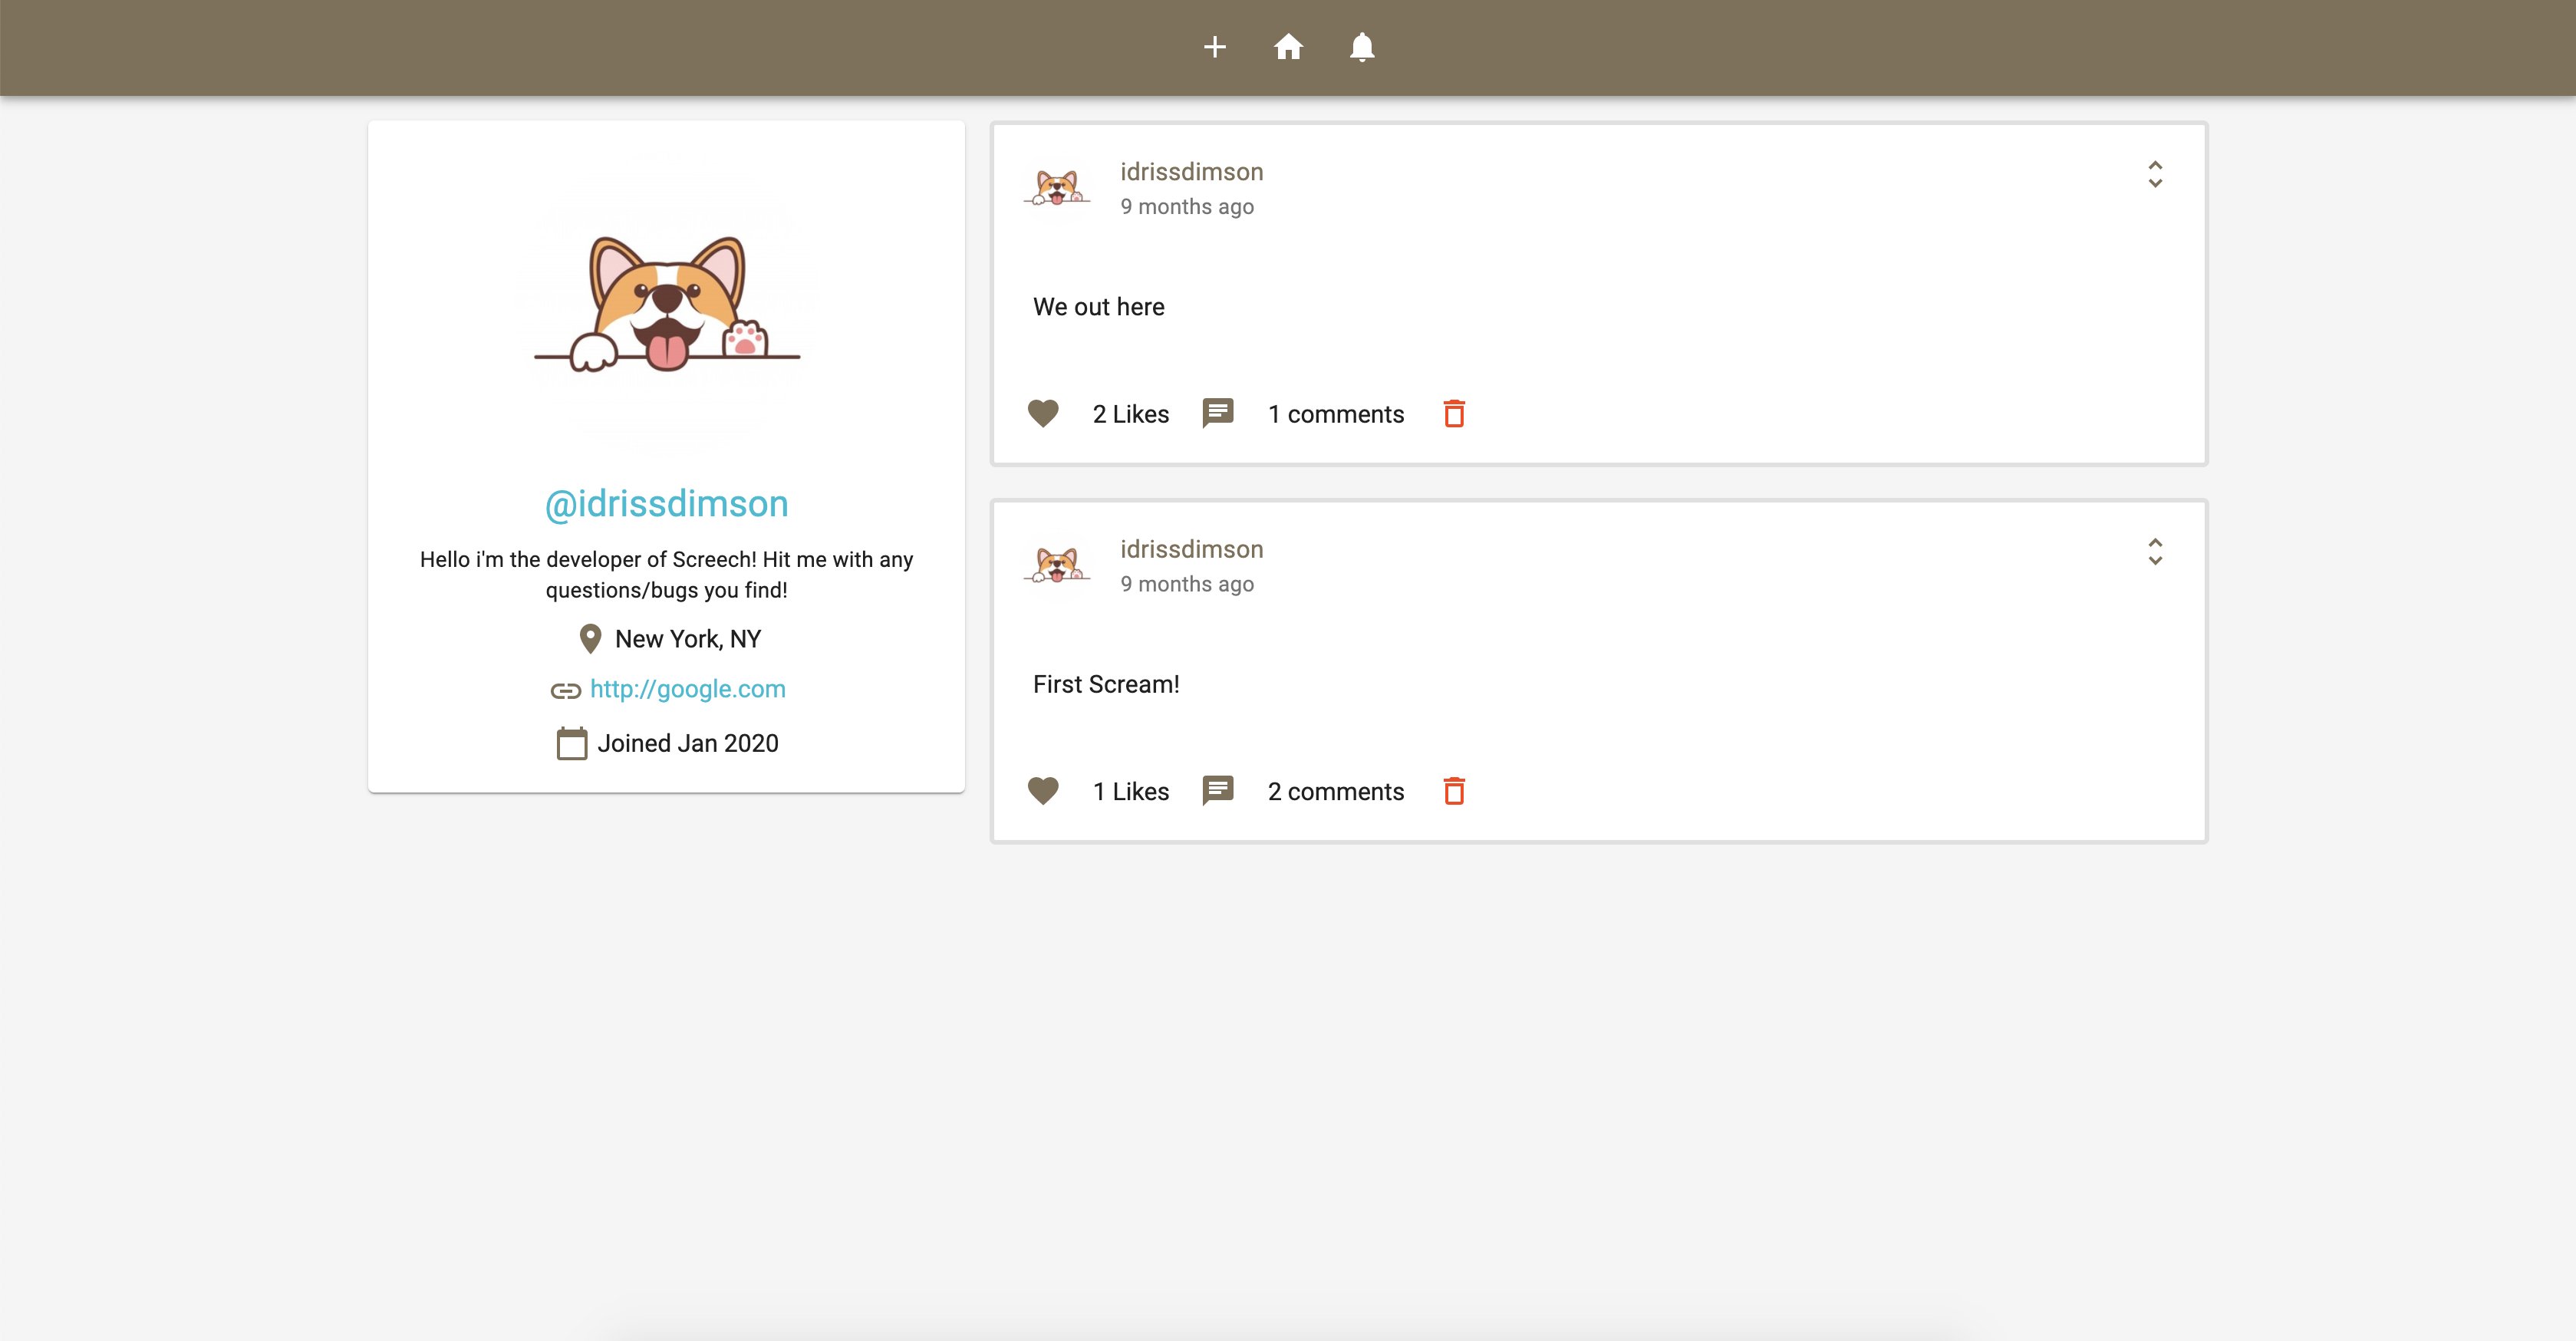 @idrissdimson
Hello i'm the developer of Screech! Hit me with any
questions/bugs you find!
New York, NY
http://google.com
Joined Jan 2020
idrissdimson
9 months ago
We out here
2 Likes
1 comments
idrissdimson
9 months ago
First Scream!
1 Likes
2 comments